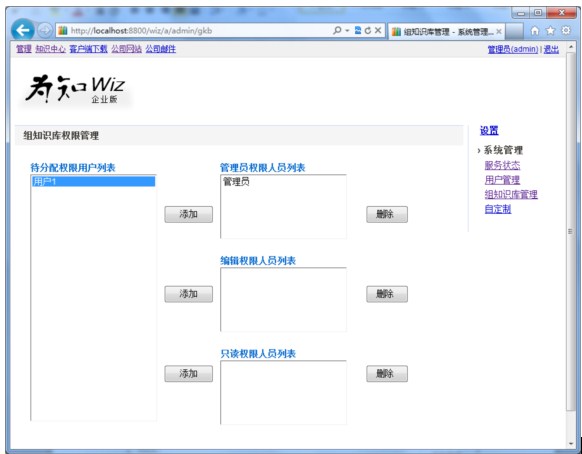 http://localhost:8800/wiz/a/admin/gkb
组知识库管理 - 系统管理...
管理 知识中心 客户端下载 公司网站 公司邮件
管理员(admin) | 退出
为知 Wiz
企业版
组知识库权限管理
待分配权限用户列表
用户1
管理员权限人员列表
管理员
添加
删除
编辑权限人员列表
添加
删除
只读权限人员列表
添加
删除
设置
› 系统管理
服务状态
用户管理
组知识库管理
自定制